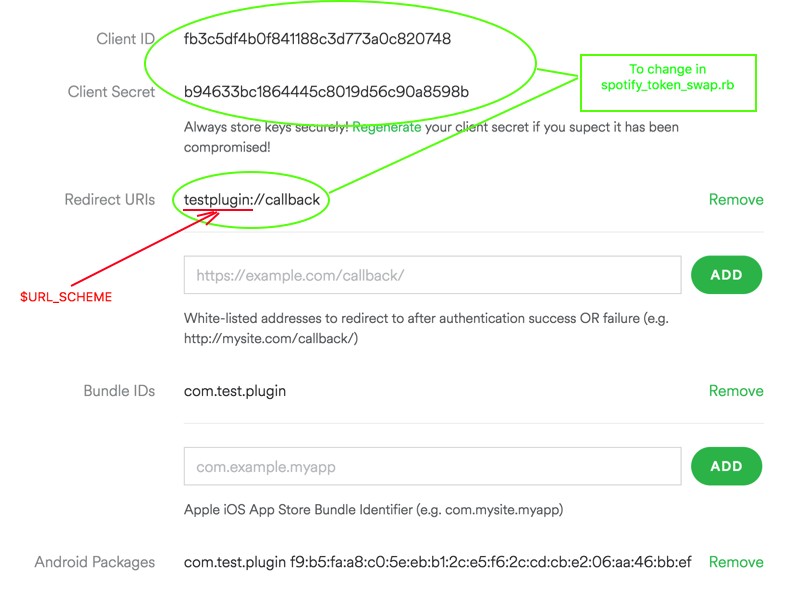 Client ID fb3c5df4b0f841188c3d773a0c820748
To change in
spotify_token_swap.rb
Client Secret b94633bc1864445c8019d56c90a8598b
Always store keys securely! Regenerate your client secret if you supect it has been
compromised!
Redirect URIs testplugin://callback Remove
https://example.com/callback/ ADD
$URL_SCHEME
White-listed addresses to redirect to after authentication success OR failure (e.g.
http://mysite.com/callback/)
Bundle IDs com.test.plugin Remove
com.example.myapp ADD
Apple iOS App Store Bundle Identifier (e.g. com.mysite.myapp)
Android Packages com.test.plugin f9:b5:fa:a8:c0:5e:eb:b1:2c:e5:f6:2c:cd:cb:e2:06:aa:46:bb:ef Remove